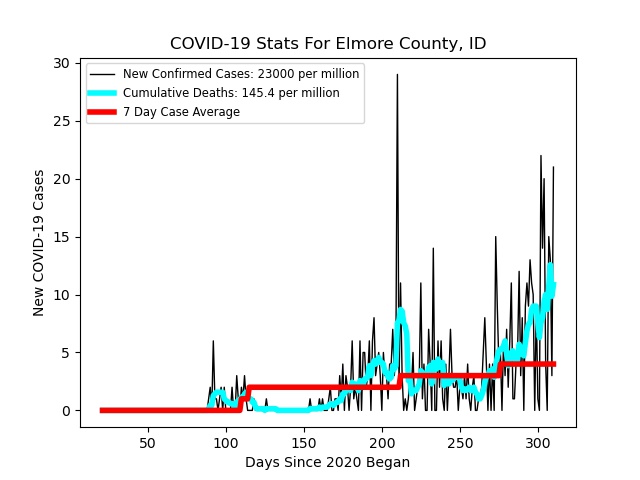 COVID-19 Stats For Elmore County, ID
New Confirmed Cases: 23000 per million
Cumulative Deaths: 145.4 per million
7 Day Case Average
30
25
20
15
10
5
0
New COVID-19 Cases
50 100 150 200 250 300
Days Since 2020 Began